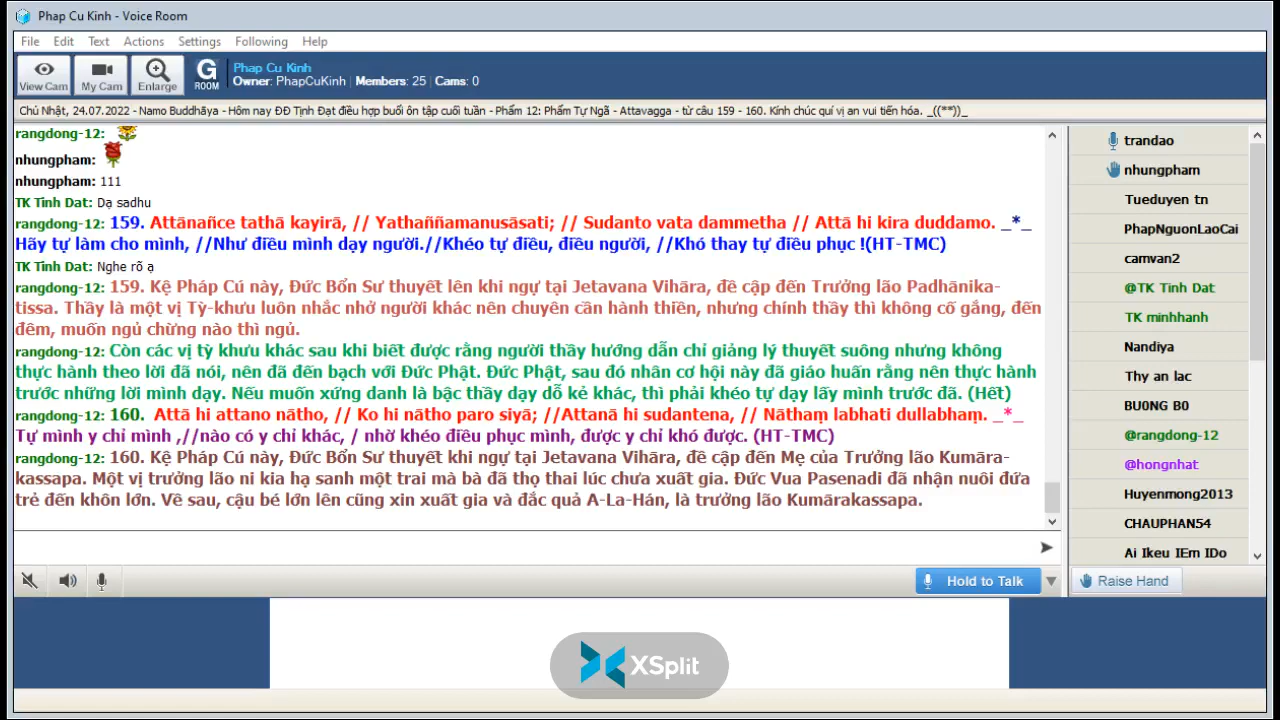 Phap Cu Kinh - Voice Room
File Edit Text Actions Settings Following Help
View Cam My Cam Enlarge G ROOM
Phap Cu Kinh
Owner: PhapCuKinh | Members: 25 | Cams: 0
Chủ Nhật, 24.07.2022 - Namo Buddhāya - Hôm nay ĐĐ Tịnh Đạt điều hợp buổi ôn tập cuối tuần - Phẩm 12: Phẩm Tự Ngã - Attavagga - từ câu 159 - 160. Kính chúc quí vị an vui tiến hóa. _((**))_
rangdong-12:
nhungpham:
nhungpham: 111
TK Tinh Dat: Dạ sadhu
rangdong-12: 159. Attānañce tathā kayirā, // Yathaññamanusāsati; // Sudanto vata dammetha // Attā hi kira duddamo. _*_
Hãy tự làm cho mình, //Như điều mình dạy người.//Khéo tự điều, điều người, //Khó thay tự điều phục !(HT-TMC)
TK Tinh Dat: Nghe rõ ạ
rangdong-12: 159. Kệ Pháp Cú này, Đức Bổn Sư thuyết lên khi ngự tại Jetavana Vihāra, đề cập đến Trưởng lão Padhānika-
tissa. Thầy là một vị Tỳ-khưu luôn nhắc nhở người khác nên chuyên cần hành thiền, nhưng chính thầy thì không cố gắng, đến
đêm, muốn ngủ chừng nào thì ngủ.
rangdong-12: Còn các vị tỳ khưu khác sau khi biết được rằng người thầy hướng dẫn chỉ giảng lý thuyết suông nhưng không
thực hành theo lời đã nói, nên đã đến bạch với Đức Phật. Đức Phật, sau đó nhân cơ hội này đã giáo huấn rằng nên thực hành
trước những lời mình dạy. Nếu muốn xứng danh là bậc thầy dạy dỗ kẻ khác, thì phải khéo tự dạy lấy mình trước đã. (Hết)
rangdong-12: 160. Attā hi attano nātho, // Ko hi nātho paro siyā; //Attanā hi sudantena, // Nāthaṃ labhati dullabhaṃ. _*_
Tự mình y chỉ mình ,//nào có y chỉ khác, / nhờ khéo điều phục mình, được y chỉ khó được. (HT-TMC)
rangdong-12: 160. Kệ Pháp Cú này, Đức Bổn Sư thuyết khi ngự tại Jetavana Vihāra, đề cập đến Mẹ của Trưởng lão Kumāra-
kassapa. Một vị trưởng lão ni kia hạ sanh một trai mà bà đã thọ thai lúc chưa xuất gia. Đức Vua Pasenadi đã nhận nuôi đứa
trẻ đến khôn lớn. Về sau, cậu bé lớn lên cũng xin xuất gia và đắc quả A-La-Hán, là trưởng lão Kumārakassapa.
trandao
nhungpham
Tueduyen tn
PhapNguonLaoCai
camvan2
@TK Tinh Dat
TK minhhanh
Nandiya
Thy an lac
BU0NG B0
@rangdong-12
@hongnhat
Huyenmong2013
CHAUPHAN54
Ai Ikeu IEm IDo
Hold to Talk
Raise Hand
XSplit